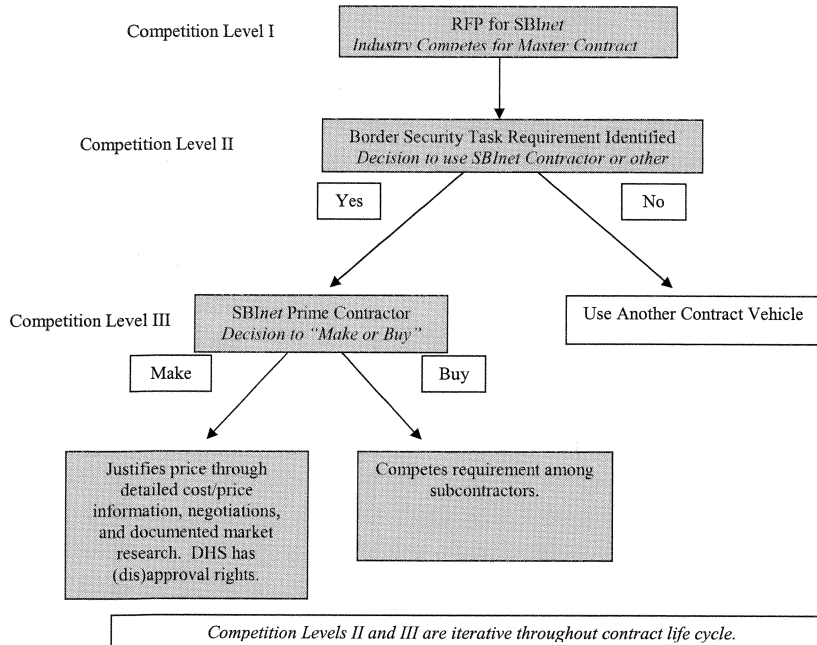 Competition Level I
RFP for SBInet
Industry Competes for Master Contract
Competition Level II
Border Security Task Requirement Identified
Decision to use SBInet Contractor or other
Yes
No
Competition Level III
SBInet Prime Contractor
Decision to “Make or Buy”
Use Another Contract Vehicle
Make
Buy
Justifies price through
detailed cost/price
information, negotiations,
and documented market
research. DHS has
(dis)approval rights.
Competes requirement among
subcontractors.
Competition Levels II and III are iterative throughout contract life cycle.